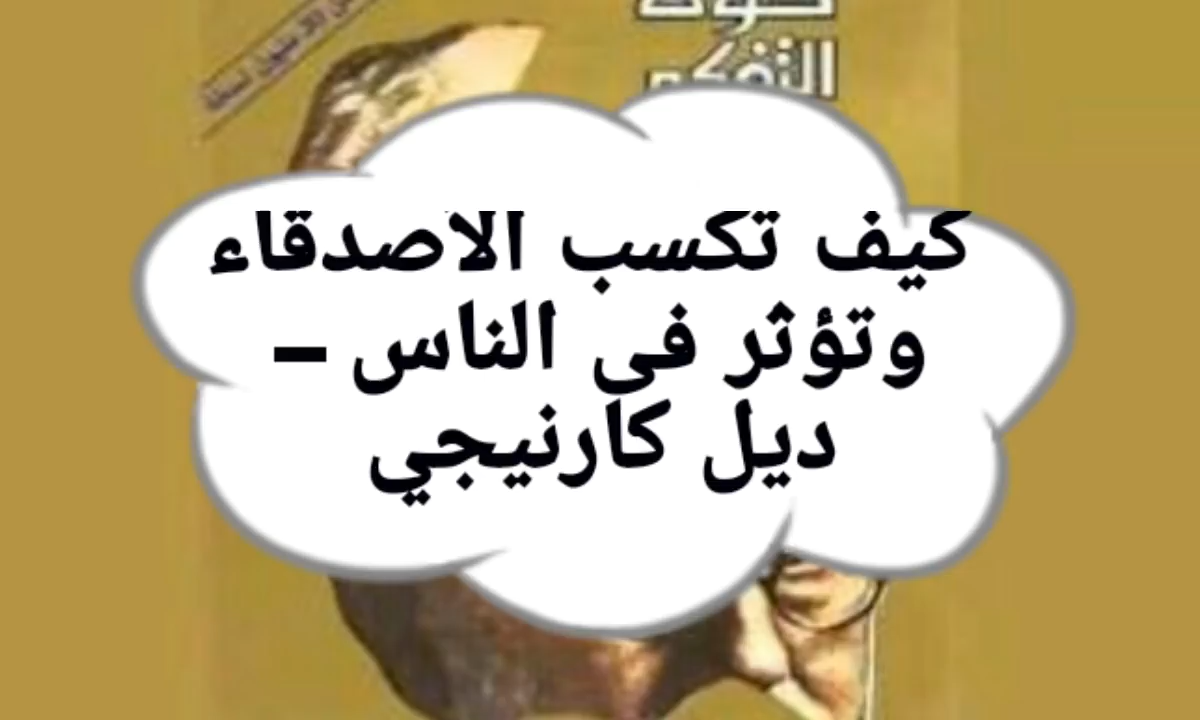 كيف تكسب الاصدقاء
وتؤثر فى الناس –
ديل كارنيجي